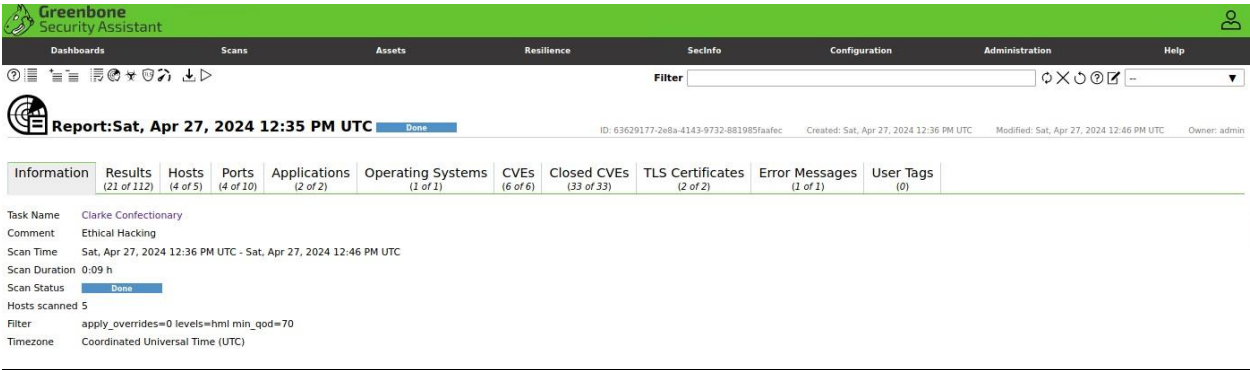 Greenbone
Security Assistant
Dashboards Scans Assets Resilience SecInfo Configuration Administration Help
Filter --
Report:Sat, Apr 27, 2024 12:35 PM UTC Done ID: 63629177-2e8a-4143-9732-881985faafec Created: Sat, Apr 27, 2024 12:36 PM UTC Modified: Sat, Apr 27, 2024 12:46 PM UTC Owner: admin
Information Results Hosts Ports Applications Operating Systems CVEs Closed CVEs TLS Certificates Error Messages User Tags
(21 of 112) (4 of 5) (4 of 10) (2 of 2) (1 of 1) (6 of 6) (33 of 33) (2 of 2) (1 of 1) (0)
Task Name Clarke Confectionary
Comment Ethical Hacking
Scan Time Sat, Apr 27, 2024 12:36 PM UTC - Sat, Apr 27, 2024 12:46 PM UTC
Scan Duration 0:09 h
Scan Status Done
Hosts scanned 5
Filter apply_overrides=0 levels=hml min_qod=70
Timezone Coordinated Universal Time (UTC)